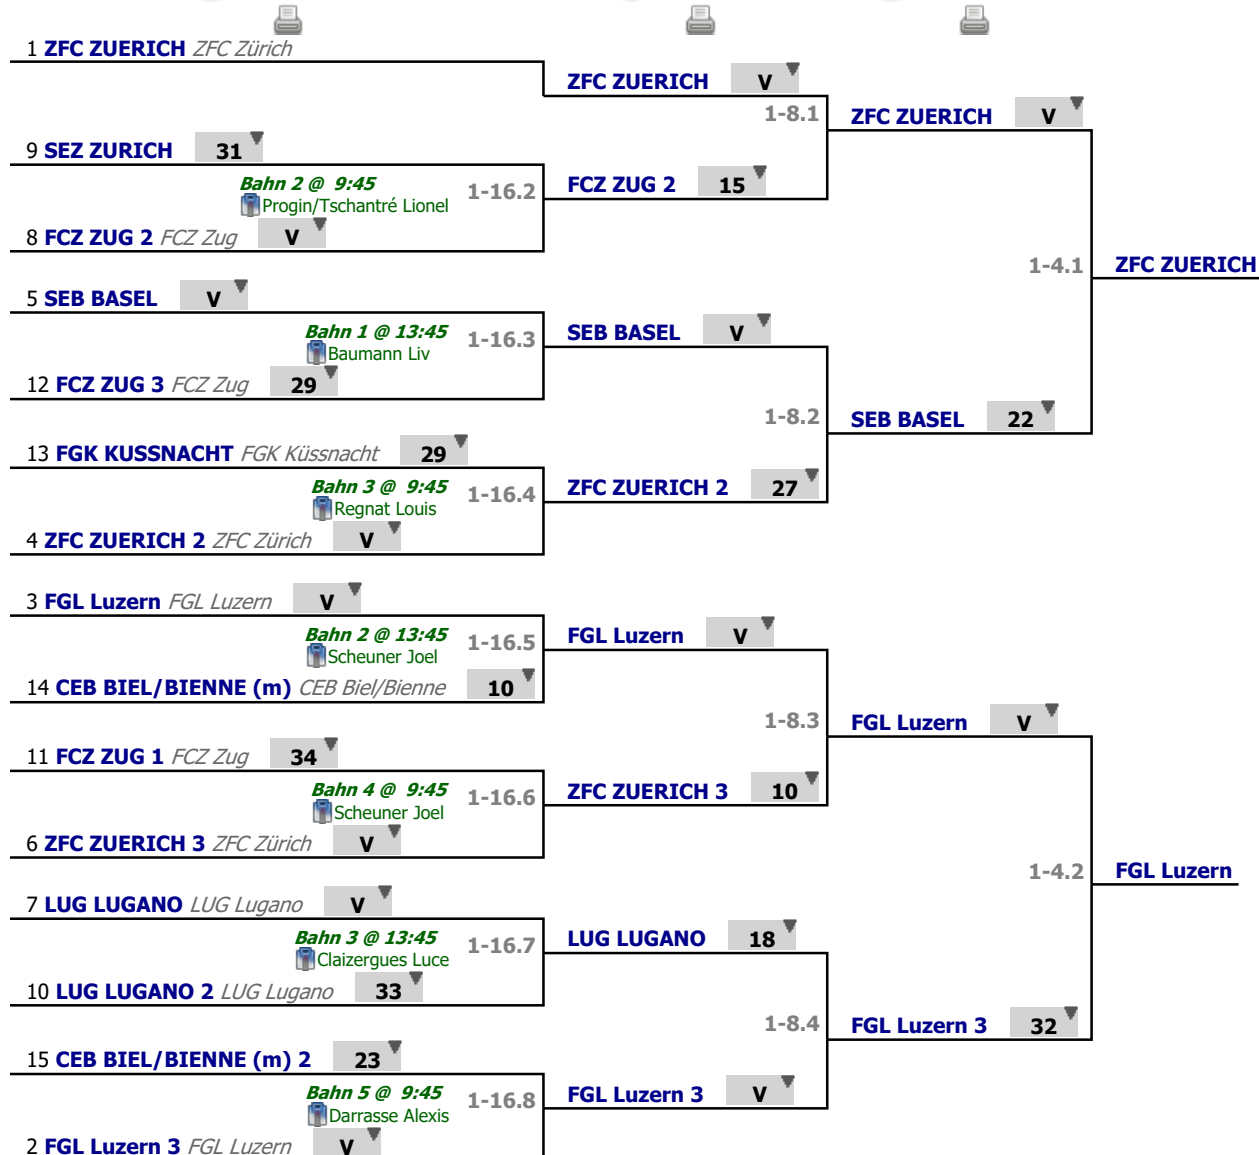 1 ZFC ZUERICH ZFC Zürich
ZFC ZUERICH V
1-8.1
ZFC ZUERICH V
9 SEZ ZURICH 31
Bahn 2 @ 9:45
1-16.2
Progin/Tschantré Lionel
FCZ ZUG 2 15
8 FCZ ZUG 2 FCZ Zug V
1-4.1
ZFC ZUERICH
5 SEB BASEL V
Bahn 1 @ 13:45
1-16.3
Baumann Liv
SEB BASEL V
12 FCZ ZUG 3 FCZ Zug 29
1-8.2
SEB BASEL 22
13 FGK KUSSNACHT FGK Küssnacht 29
Bahn 3 @ 9:45
1-16.4
Regnat Louis
ZFC ZUERICH 2 27
4 ZFC ZUERICH 2 ZFC Zürich V
3 FGL Luzern FGL Luzern V
Bahn 2 @ 13:45
1-16.5
Scheuner Joel
FGL Luzern V
14 CEB BIEL/BIENNE (m) CEB Biel/Bienne 10
1-8.3
FGL Luzern V
11 FCZ ZUG 1 FCZ Zug 34
Bahn 4 @ 9:45
1-16.6
Scheuner Joel
ZFC ZUERICH 3 10
6 ZFC ZUERICH 3 ZFC Zürich V
1-4.2
FGL Luzern
7 LUG LUGANO LUG Lugano V
Bahn 3 @ 13:45
1-16.7
Claizergues Luce
LUG LUGANO 18
10 LUG LUGANO 2 LUG Lugano 33
1-8.4
FGL Luzern 3 32
15 CEB BIEL/BIENNE (m) 2 23
Bahn 5 @ 9:45
1-16.8
Darrasse Alexis
FGL Luzern 3 V
2 FGL Luzern 3 FGL Luzern V